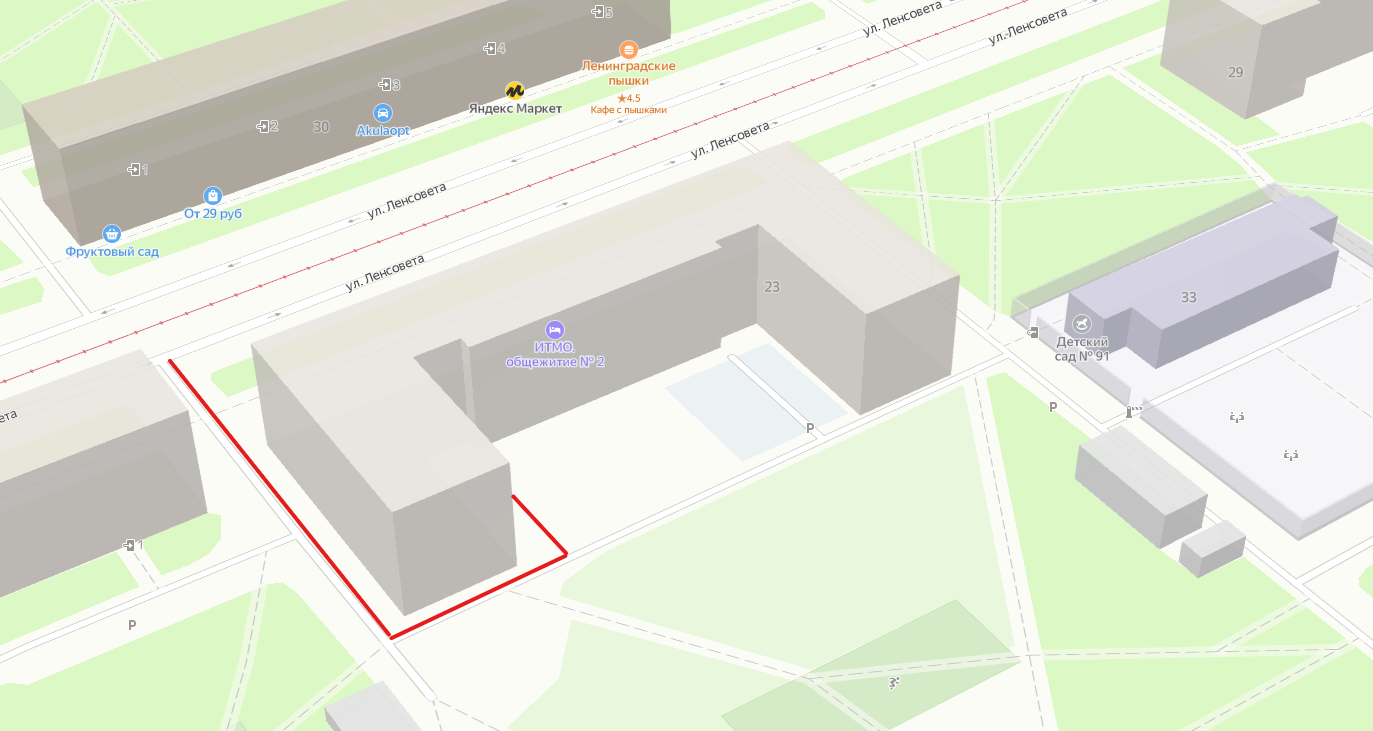 5
ул. Ленсовета
ул. Ленсовета
4
Ленинградские
пышки
★4.5
Кафе с пышками
29
3
Яндекс Маркет
2
30
Akulaopt
ул. Ленсовета
1
От 29 руб
ул. Ленсовета
Фруктовый сад
ул. Ленсовета
23
33
ИТМО,
общежитие № 2
Детский
сад № 91
P
вета
P
1
P